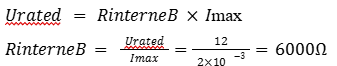 Urated = RinterneB × Imax
RinterneB = Urated / Imax = 12 / 2×10⁻³ = 6000Ω